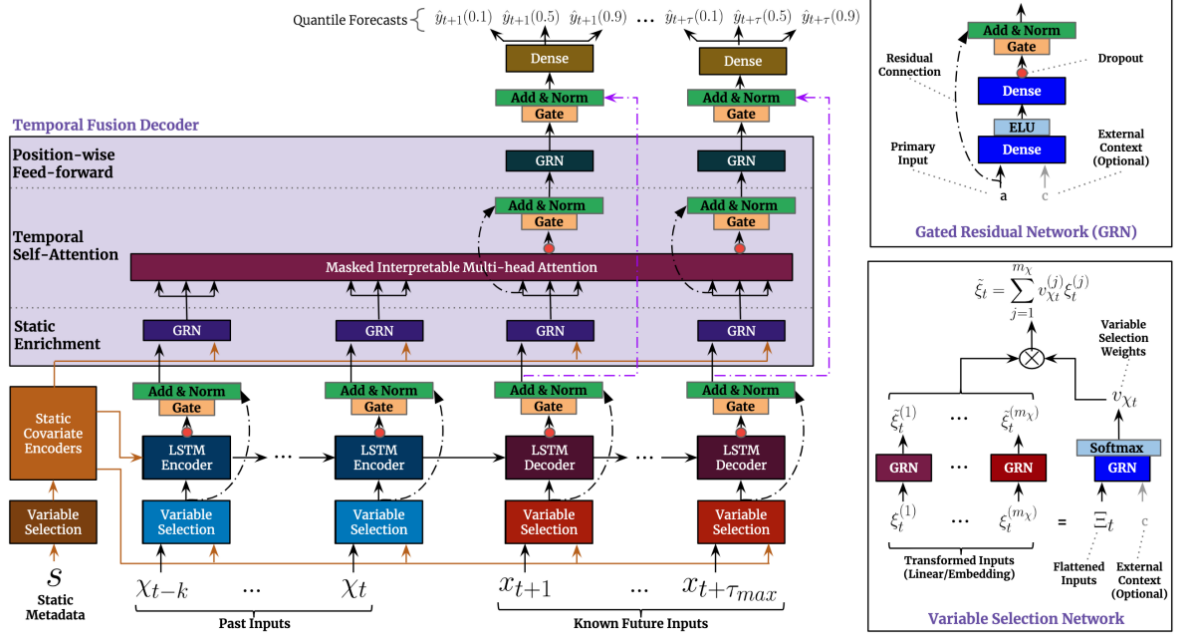 Quantile Forecasts { ŷt+1(0.1) ŷt+1(0.5) ŷt+1(0.9) ... ŷt+τ(0.1) ŷt+τ(0.5) ŷt+τ(0.9)
Dense Dense
Add & Norm Add & Norm
Gate Gate
Temporal Fusion Decoder
Position-wise
Feed-forward
GRN GRN
Add & Norm Add & Norm
Gate Gate
Temporal
Self-Attention
Masked Interpretable Multi-head Attention
Static
Enrichment
GRN GRN GRN GRN
Add & Norm Add & Norm Add & Norm Add & Norm
Gate Gate Gate Gate
Static
Covariate
Encoders
LSTM
Encoder
...
LSTM
Encoder
LSTM
Decoder
...
LSTM
Decoder
Variable
Selection
Variable
Selection
Variable
Selection
Variable
Selection
Variable
Selection
s
Static
Metadata
χt−k ... χt xt+1 ... xt+τmax
Past Inputs Known Future Inputs
Add & Norm
Gate
Residual
Connection
Dropout
Dense
ELU
Dense
Primary
Input
External
Context
(Optional)
a c
Gated Residual Network (GRN)
ξ̃t = ∑ j=1 mχ vχt(j) ξ̃t(j)
Variable
Selection
Weights
vχt
ξ̃t(1) ... ξ̃t(mχ)
Softmax
GRN ... GRN GRN
ξt(1) ... ξt(mχ) = Ξt c
Transformed Inputs
(Linear/Embedding)
Flattened
Inputs
External
Context
(Optional)
Variable Selection Network